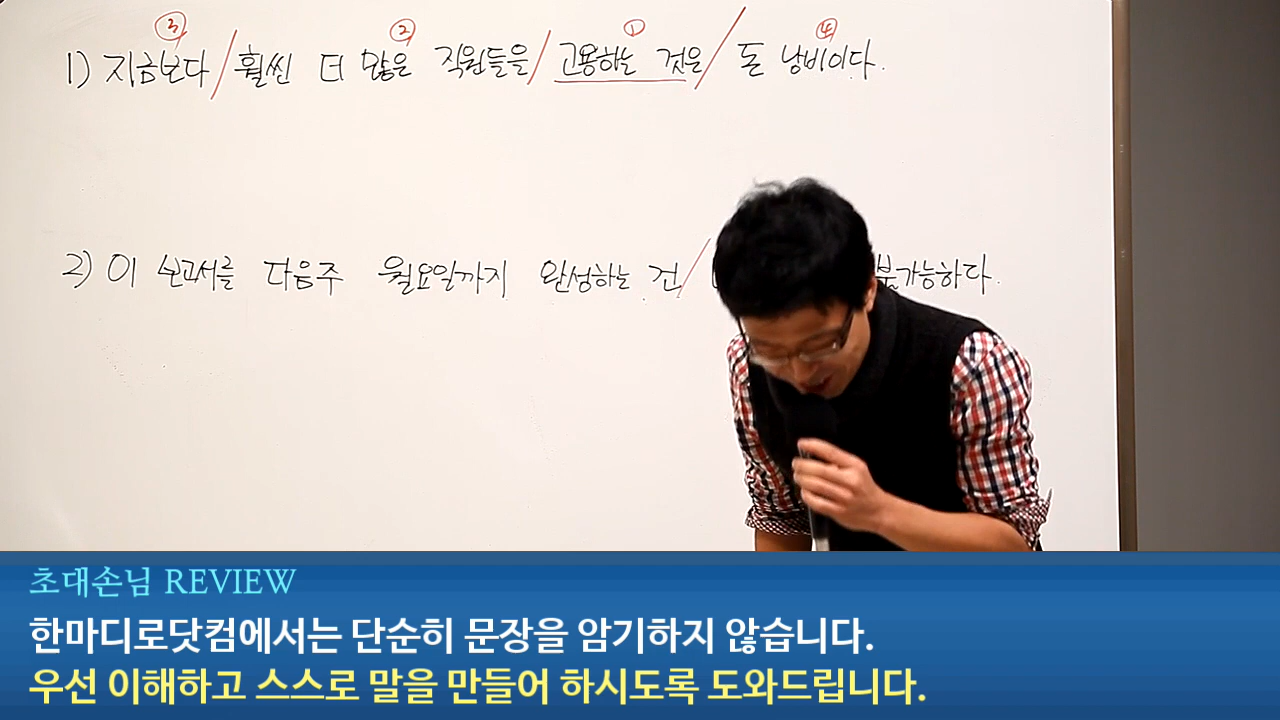 ③ ② ① ④
1) 지금보다 / 훨씬 더 많은 직원들을 / 고용하는 것은 / 돈 낭비이다.
2) 이 보고서를 다음주 월요일까지 완성하는 건 / 불가능하다.
초대손님 REVIEW
한마디로닷컴에서는 단순히 문장을 암기하지 않습니다.
우선 이해하고 스스로 말을 만들어 하시도록 도와드립니다.